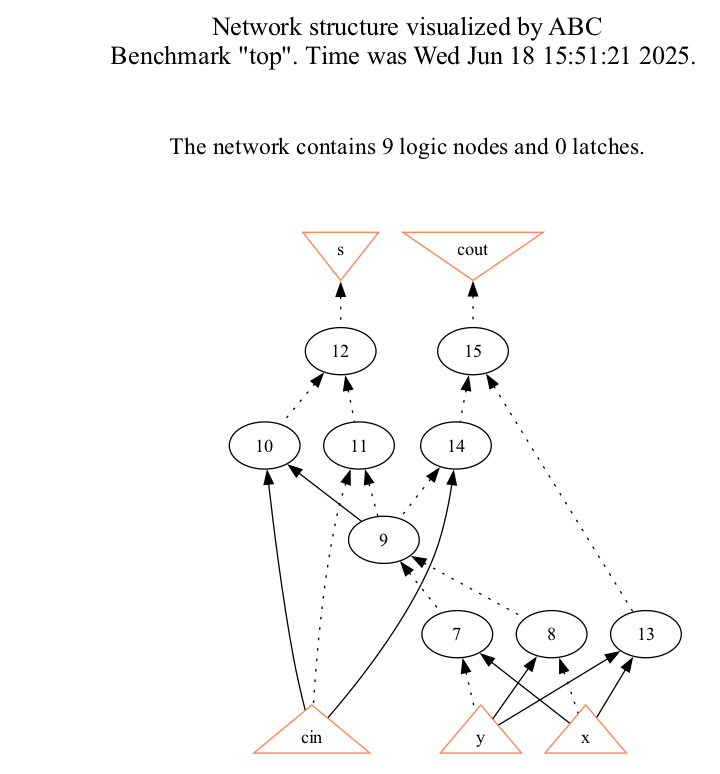 Network structure visualized by ABC
Benchmark "top". Time was Wed Jun 18 15:51:21 2025.
The network contains 9 logic nodes and 0 latches.
s cout
12 15
10 11 14
9
7 8 13
cin y x